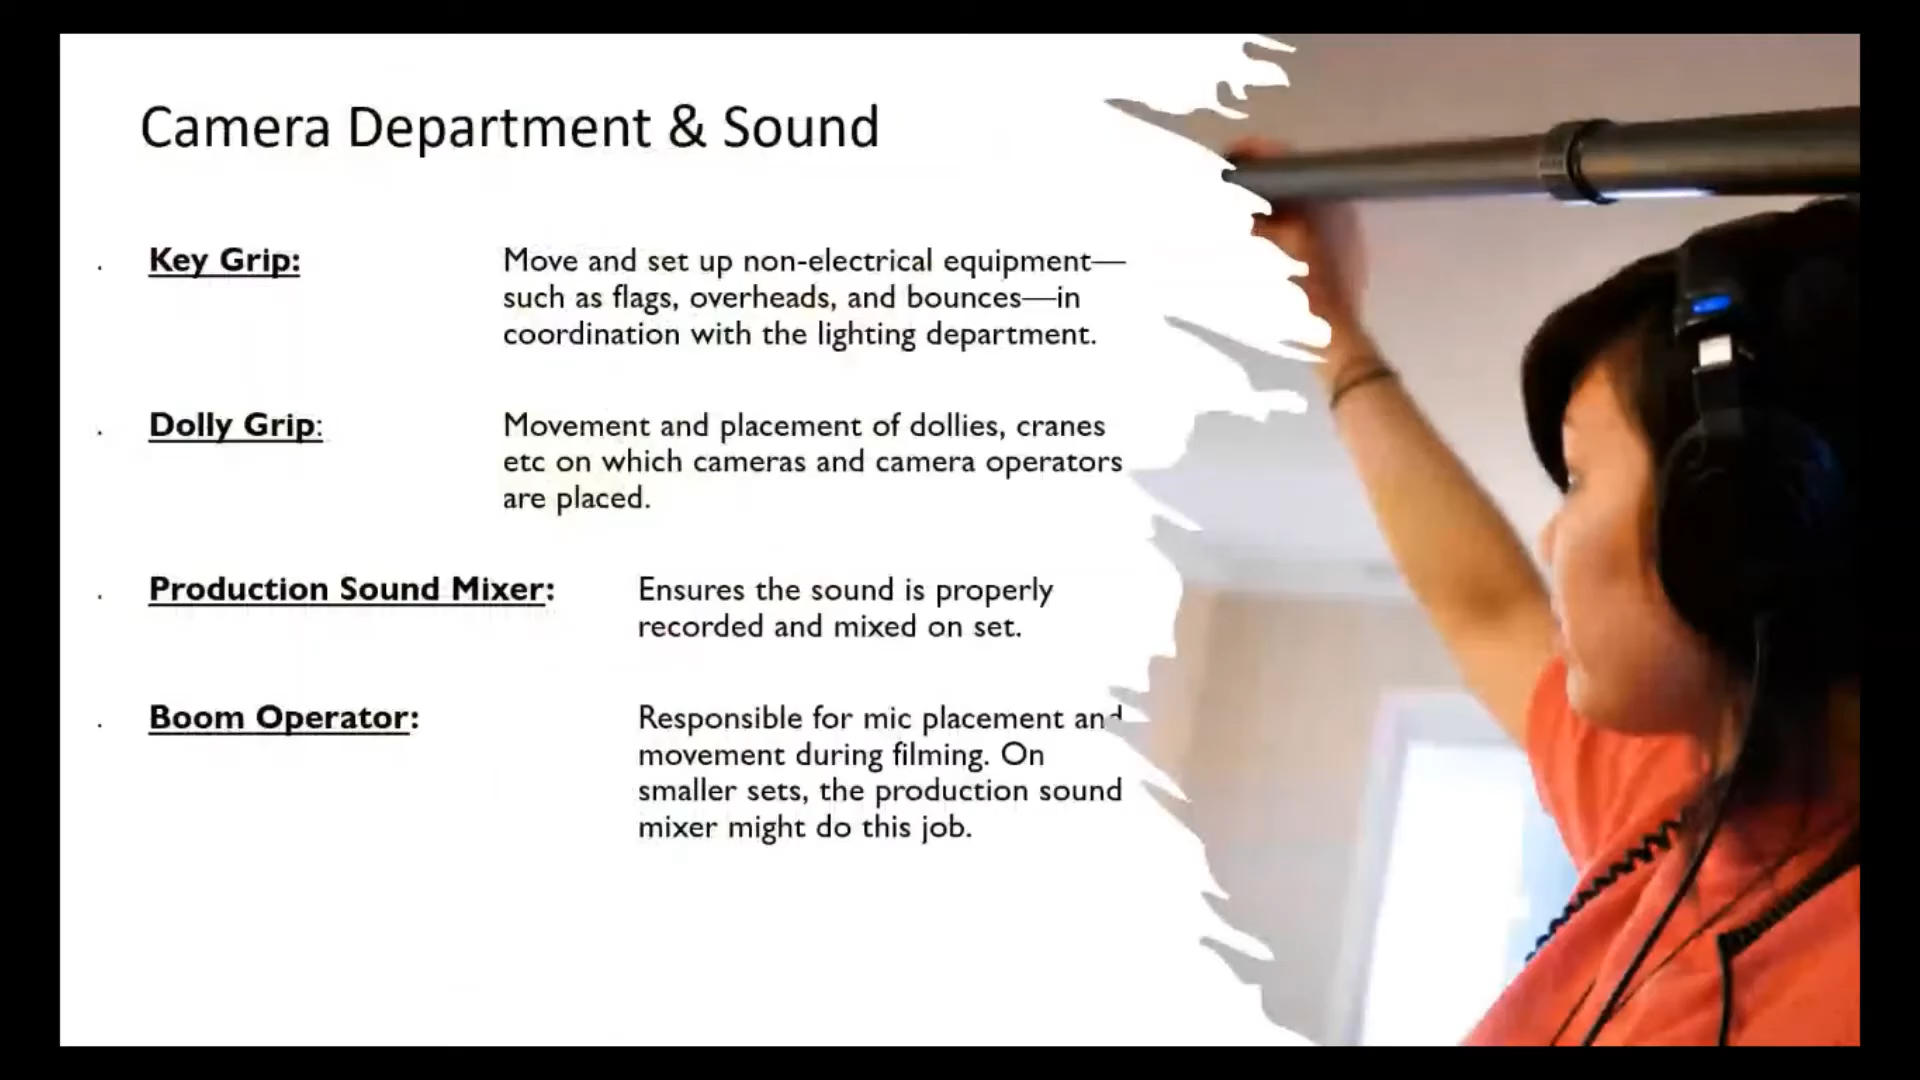 Camera Department & Sound
. Key Grip: Move and set up non-electrical equipment—
such as flags, overheads, and bounces—in
coordination with the lighting department.
. Dolly Grip: Movement and placement of dollies, cranes
etc on which cameras and camera operators
are placed.
. Production Sound Mixer: Ensures the sound is properly
recorded and mixed on set.
. Boom Operator: Responsible for mic placement and
movement during filming. On
smaller sets, the production sound
mixer might do this job.